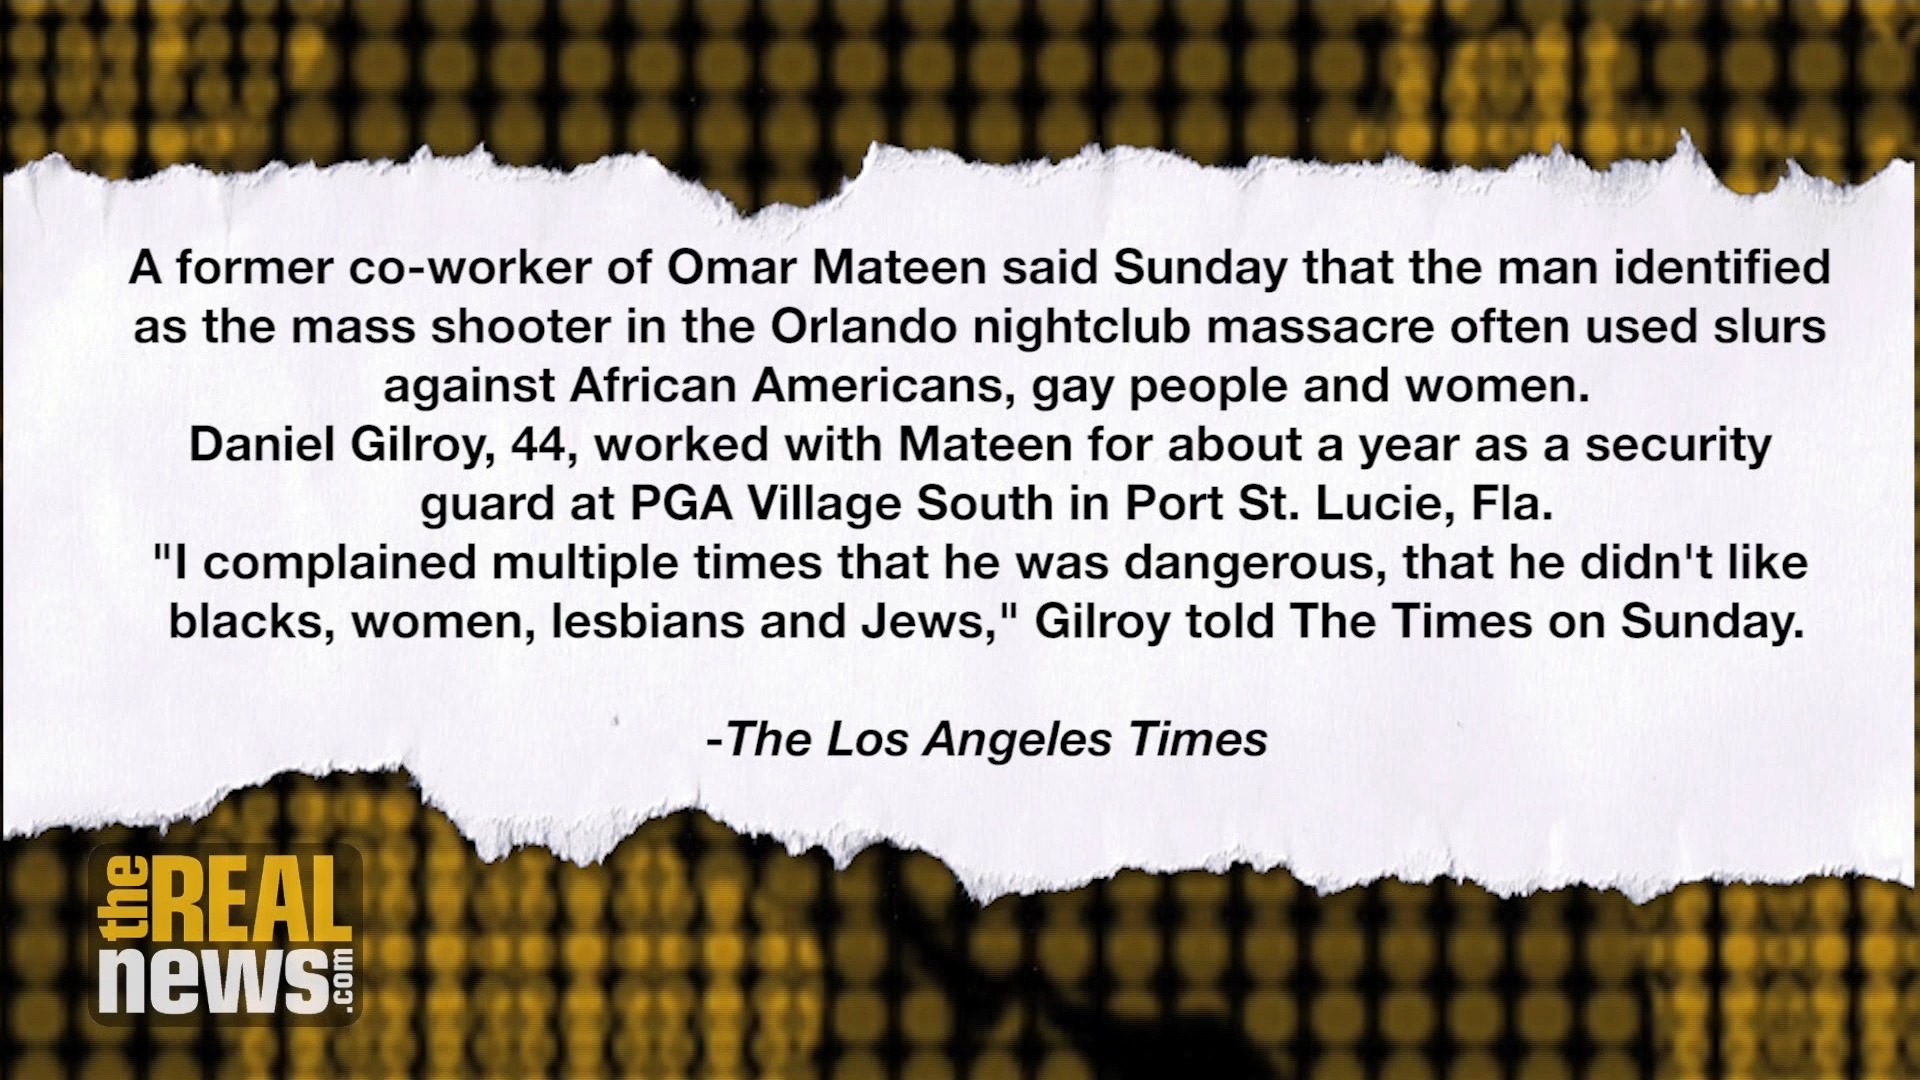 A former co-worker of Omar Mateen said Sunday that the man identified
as the mass shooter in the Orlando nightclub massacre often used slurs
against African Americans, gay people and women.
Daniel Gilroy, 44, worked with Mateen for about a year as a security
guard at PGA Village South in Port St. Lucie, Fla.
"I complained multiple times that he was dangerous, that he didn't like
blacks, women, lesbians and Jews," Gilroy told The Times on Sunday.
-The Los Angeles Times
the REAL
news.com